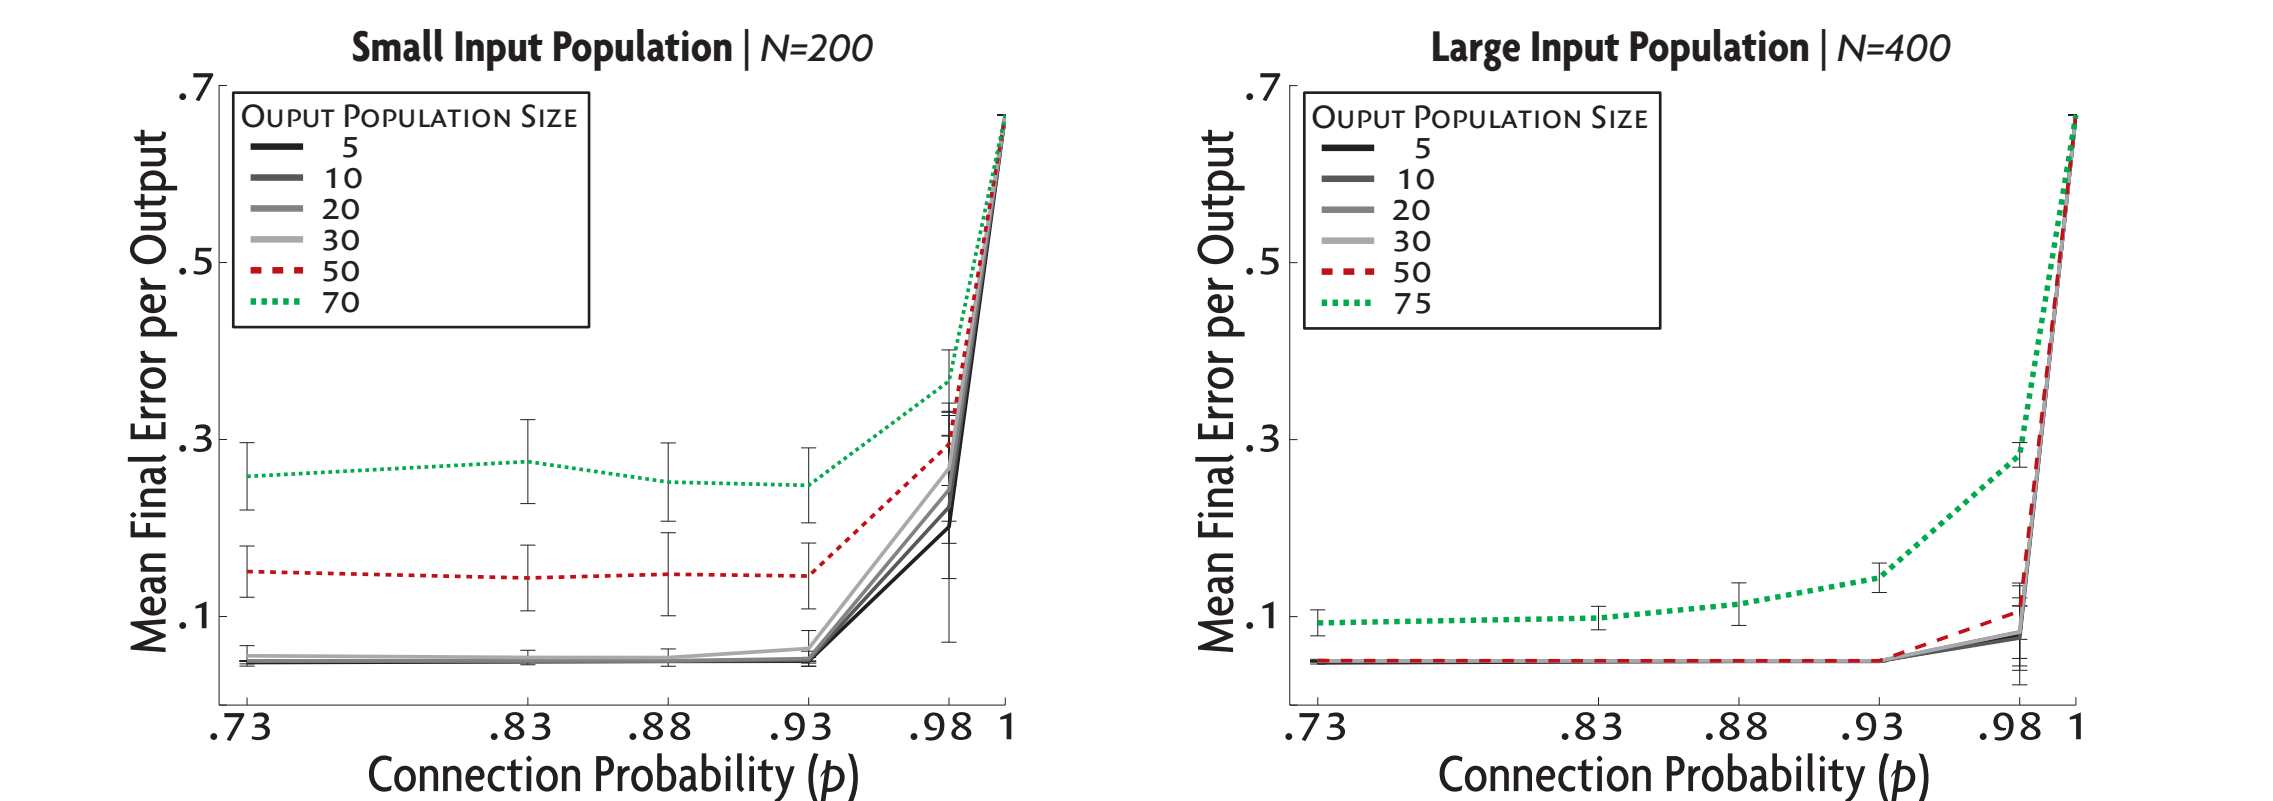 Small Input Population | N=200
.7
.5
.3
.1
Mean Final Error per Output
OUPUT POPULATION SIZE
5
10
20
30
50
70
.73 .83 .88 .93 .98 1
Connection Probability (p)
Large Input Population | N=400
.7
.5
.3
.1
Mean Final Error per Output
OUPUT POPULATION SIZE
5
10
20
30
50
75
.73 .83 .88 .93 .98 1
Connection Probability (p)